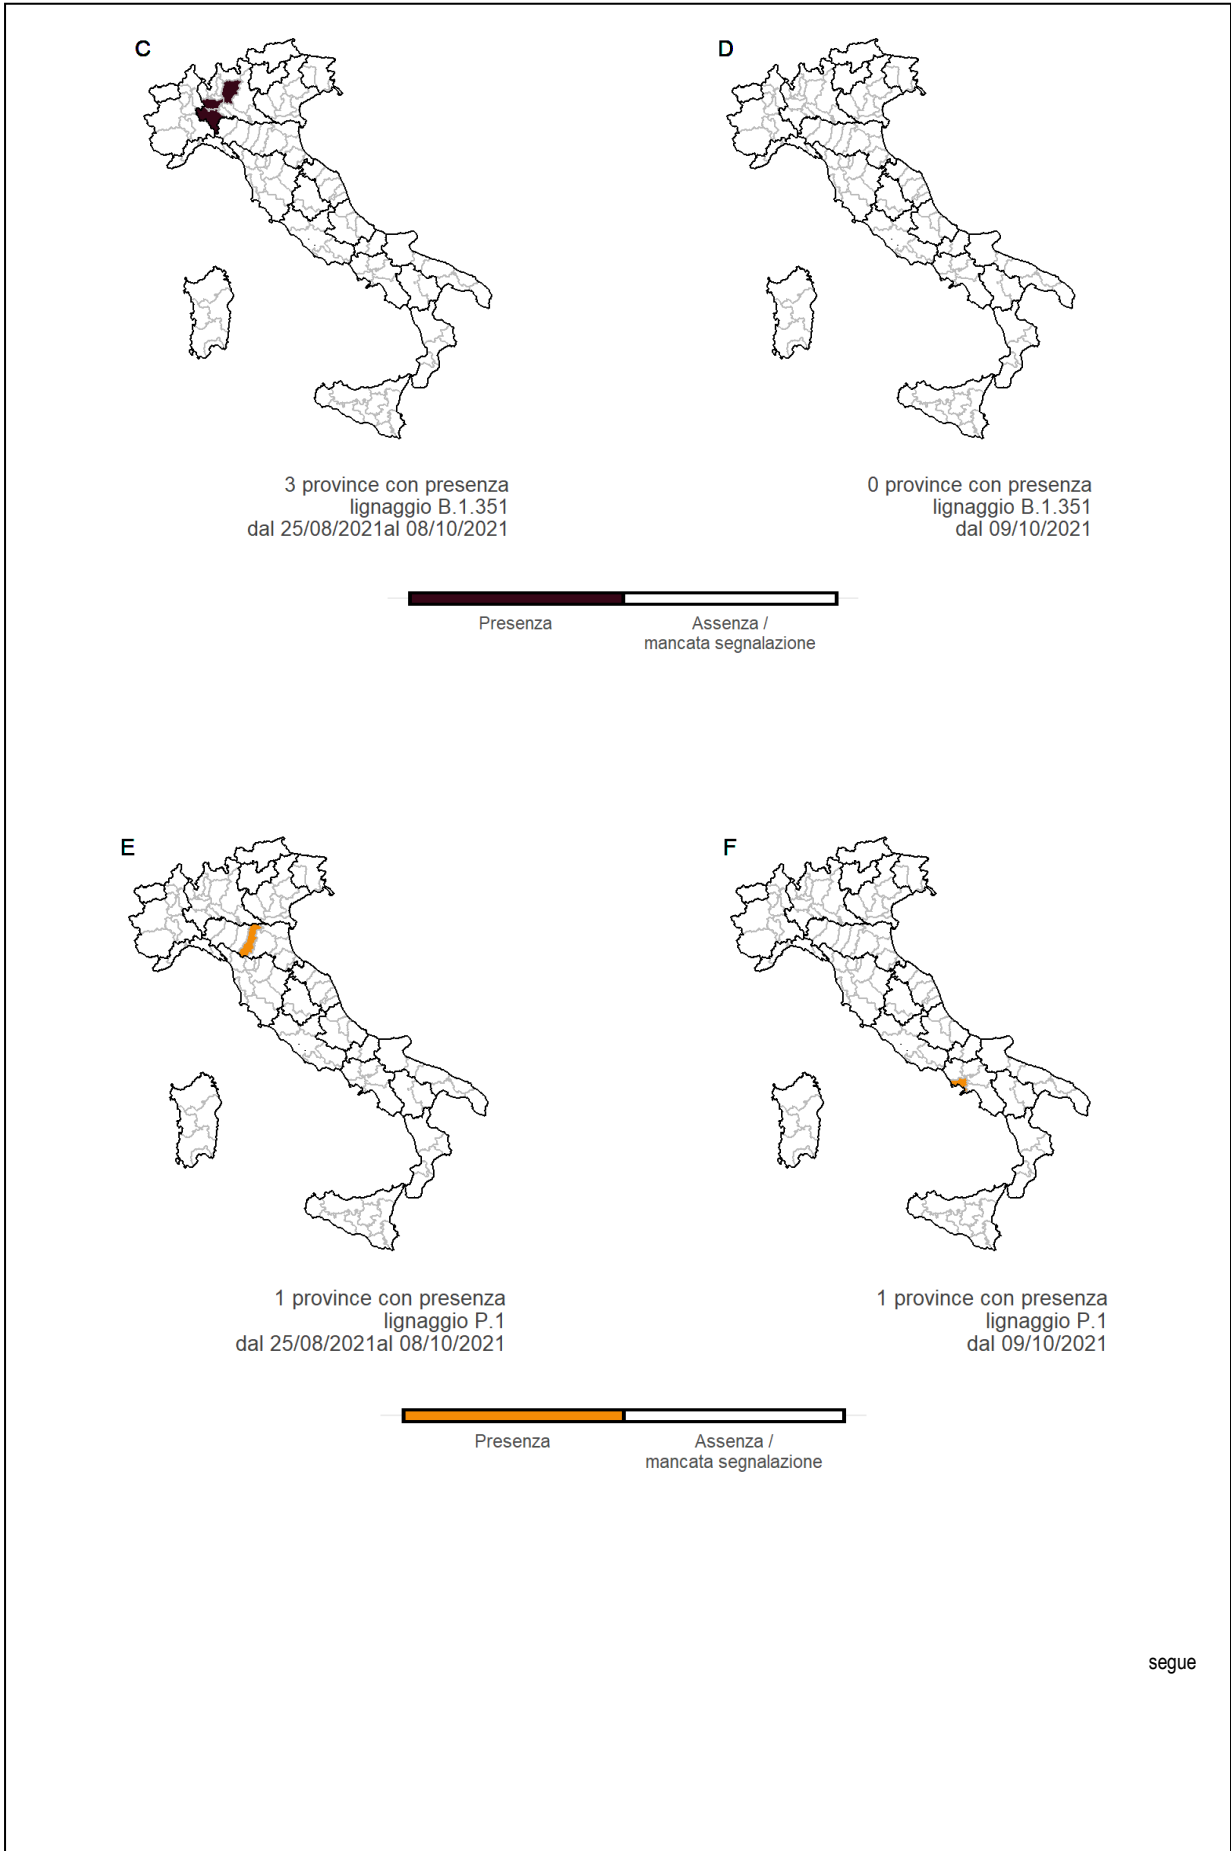 C
D
3 province con presenza
lignaggio B.1.351
dal 25/08/2021al 08/10/2021
0 province con presenza
lignaggio B.1.351
dal 09/10/2021
Presenza
Assenza /
mancata segnalazione
E
F
1 province con presenza
lignaggio P.1
dal 25/08/2021al 08/10/2021
1 province con presenza
lignaggio P.1
dal 09/10/2021
Presenza
Assenza /
mancata segnalazione
segue